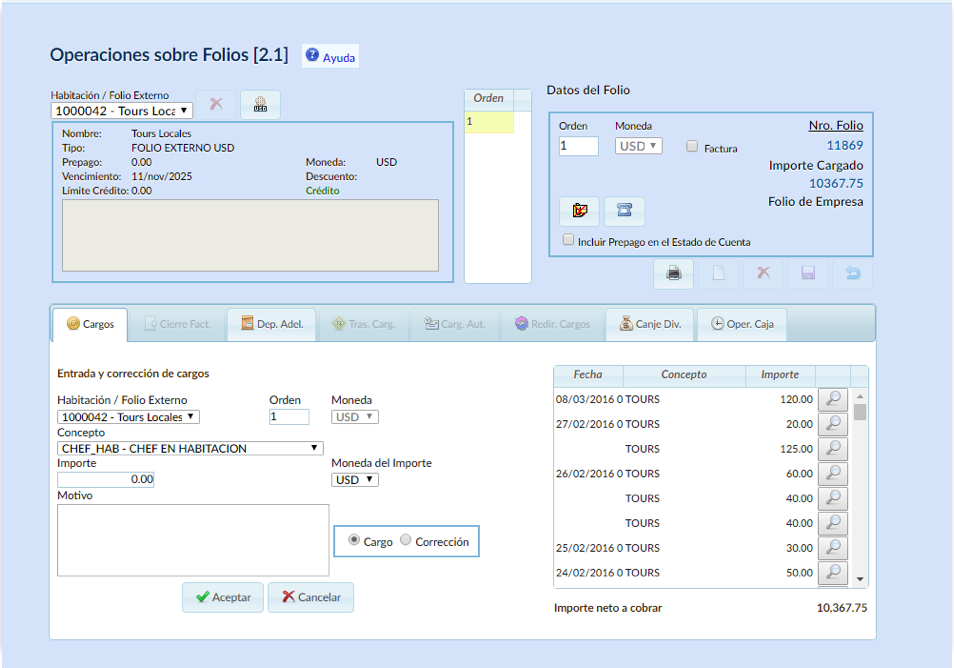 Operaciones sobre Folios [2.1] Ayuda
Habitación / Folio Externo
1000042 - Tours Loca
Nombre: Tours Locales
Tipo: FOLIO EXTERNO USD
Prepago: 0.00 Moneda: USD
Vencimiento: 11/nov/2025 Descuento:
Límite Crédito: 0.00 Crédito
Orden
1
Datos del Folio
Orden Moneda Nro. Folio
1 USD Factura 11869
Importe Cargado
10367.75
Folio de Empresa
Incluir Prepago en el Estado de Cuenta
Cargos Cierre Fact. Dep. Adel. Tras. Carg. Carg. Aut. Redir. Cargos Canje Div. Oper. Caja
Entrada y corrección de cargos
Habitación / Folio Externo Orden Moneda
1000042 - Tours Locales 1 USD
Concepto
CHEF_HAB - CHEF EN HABITACION
Importe Moneda del Importe
0.00 USD
Motivo
Cargo Corrección
Aceptar Cancelar
Fecha Concepto Importe
08/03/2016 0 TOURS 120.00
27/02/2016 0 TOURS 20.00
TOURS 125.00
26/02/2016 0 TOURS 60.00
TOURS 40.00
TOURS 40.00
25/02/2016 0 TOURS 30.00
24/02/2016 0 TOURS 50.00
Importe neto a cobrar 10,367.75